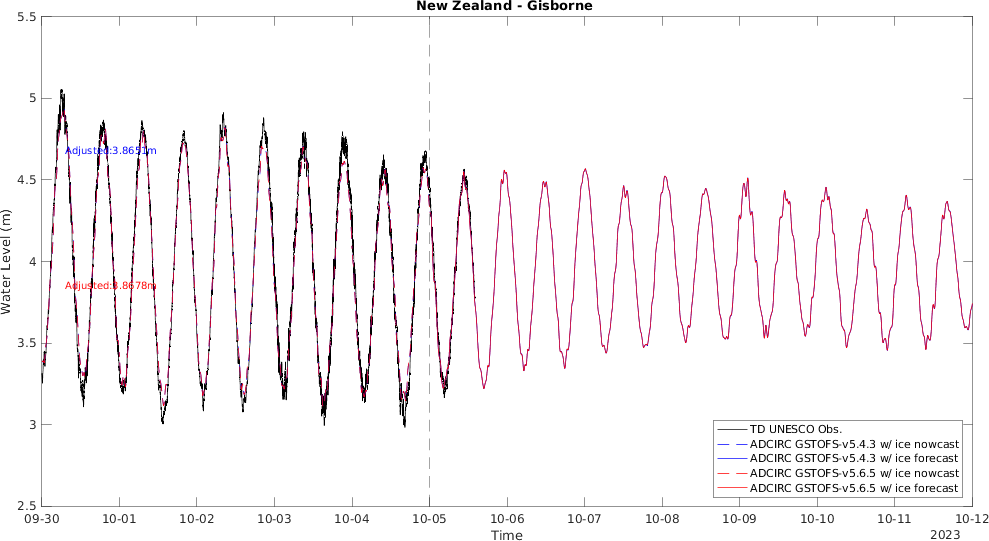 New Zealand - Gisborne
5.5
5
4.5
4
3.5
3
2.5
Water Level (m)
Adjusted:3.8651m
Adjusted:3.8678m
TD UNESCO Obs.
ADCIRC GSTOFS-v5.4.3 w/ ice nowcast
ADCIRC GSTOFS-v5.4.3 w/ ice forecast
ADCIRC GSTOFS-v5.6.5 w/ ice nowcast
ADCIRC GSTOFS-v5.6.5 w/ ice forecast
09-30 10-01 10-02 10-03 10-04 10-05 10-06 10-07 10-08 10-09 10-10 10-11 10-12
Time
2023